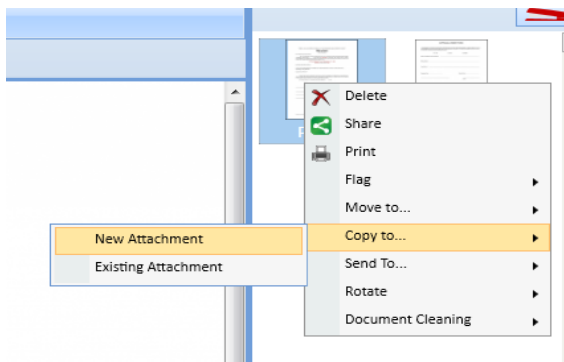 Delete
Share
Print
Flag
Move to...
Copy to...
Send To...
Rotate
Document Cleaning
New Attachment
Existing Attachment